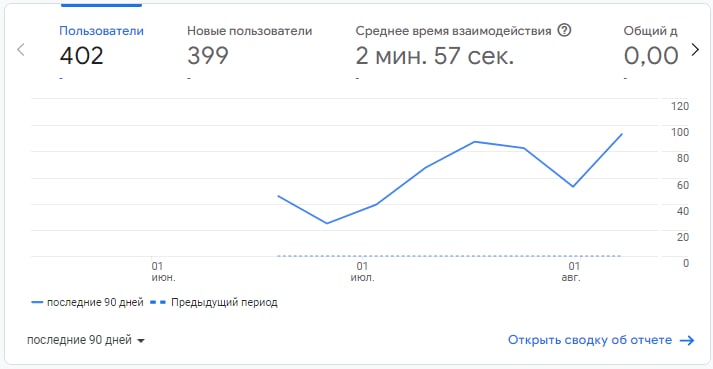 Пользователи
402
-
Новые пользователи
399
-
Среднее время взаимодействия
2 мин. 57 сек.
-
Общий д
0,00
-
120
100
80
60
40
20
0
01
июн.
01
июл.
01
авг.
последние 90 дней
Предыдущий период
последние 90 дней
Открыть сводку об отчете